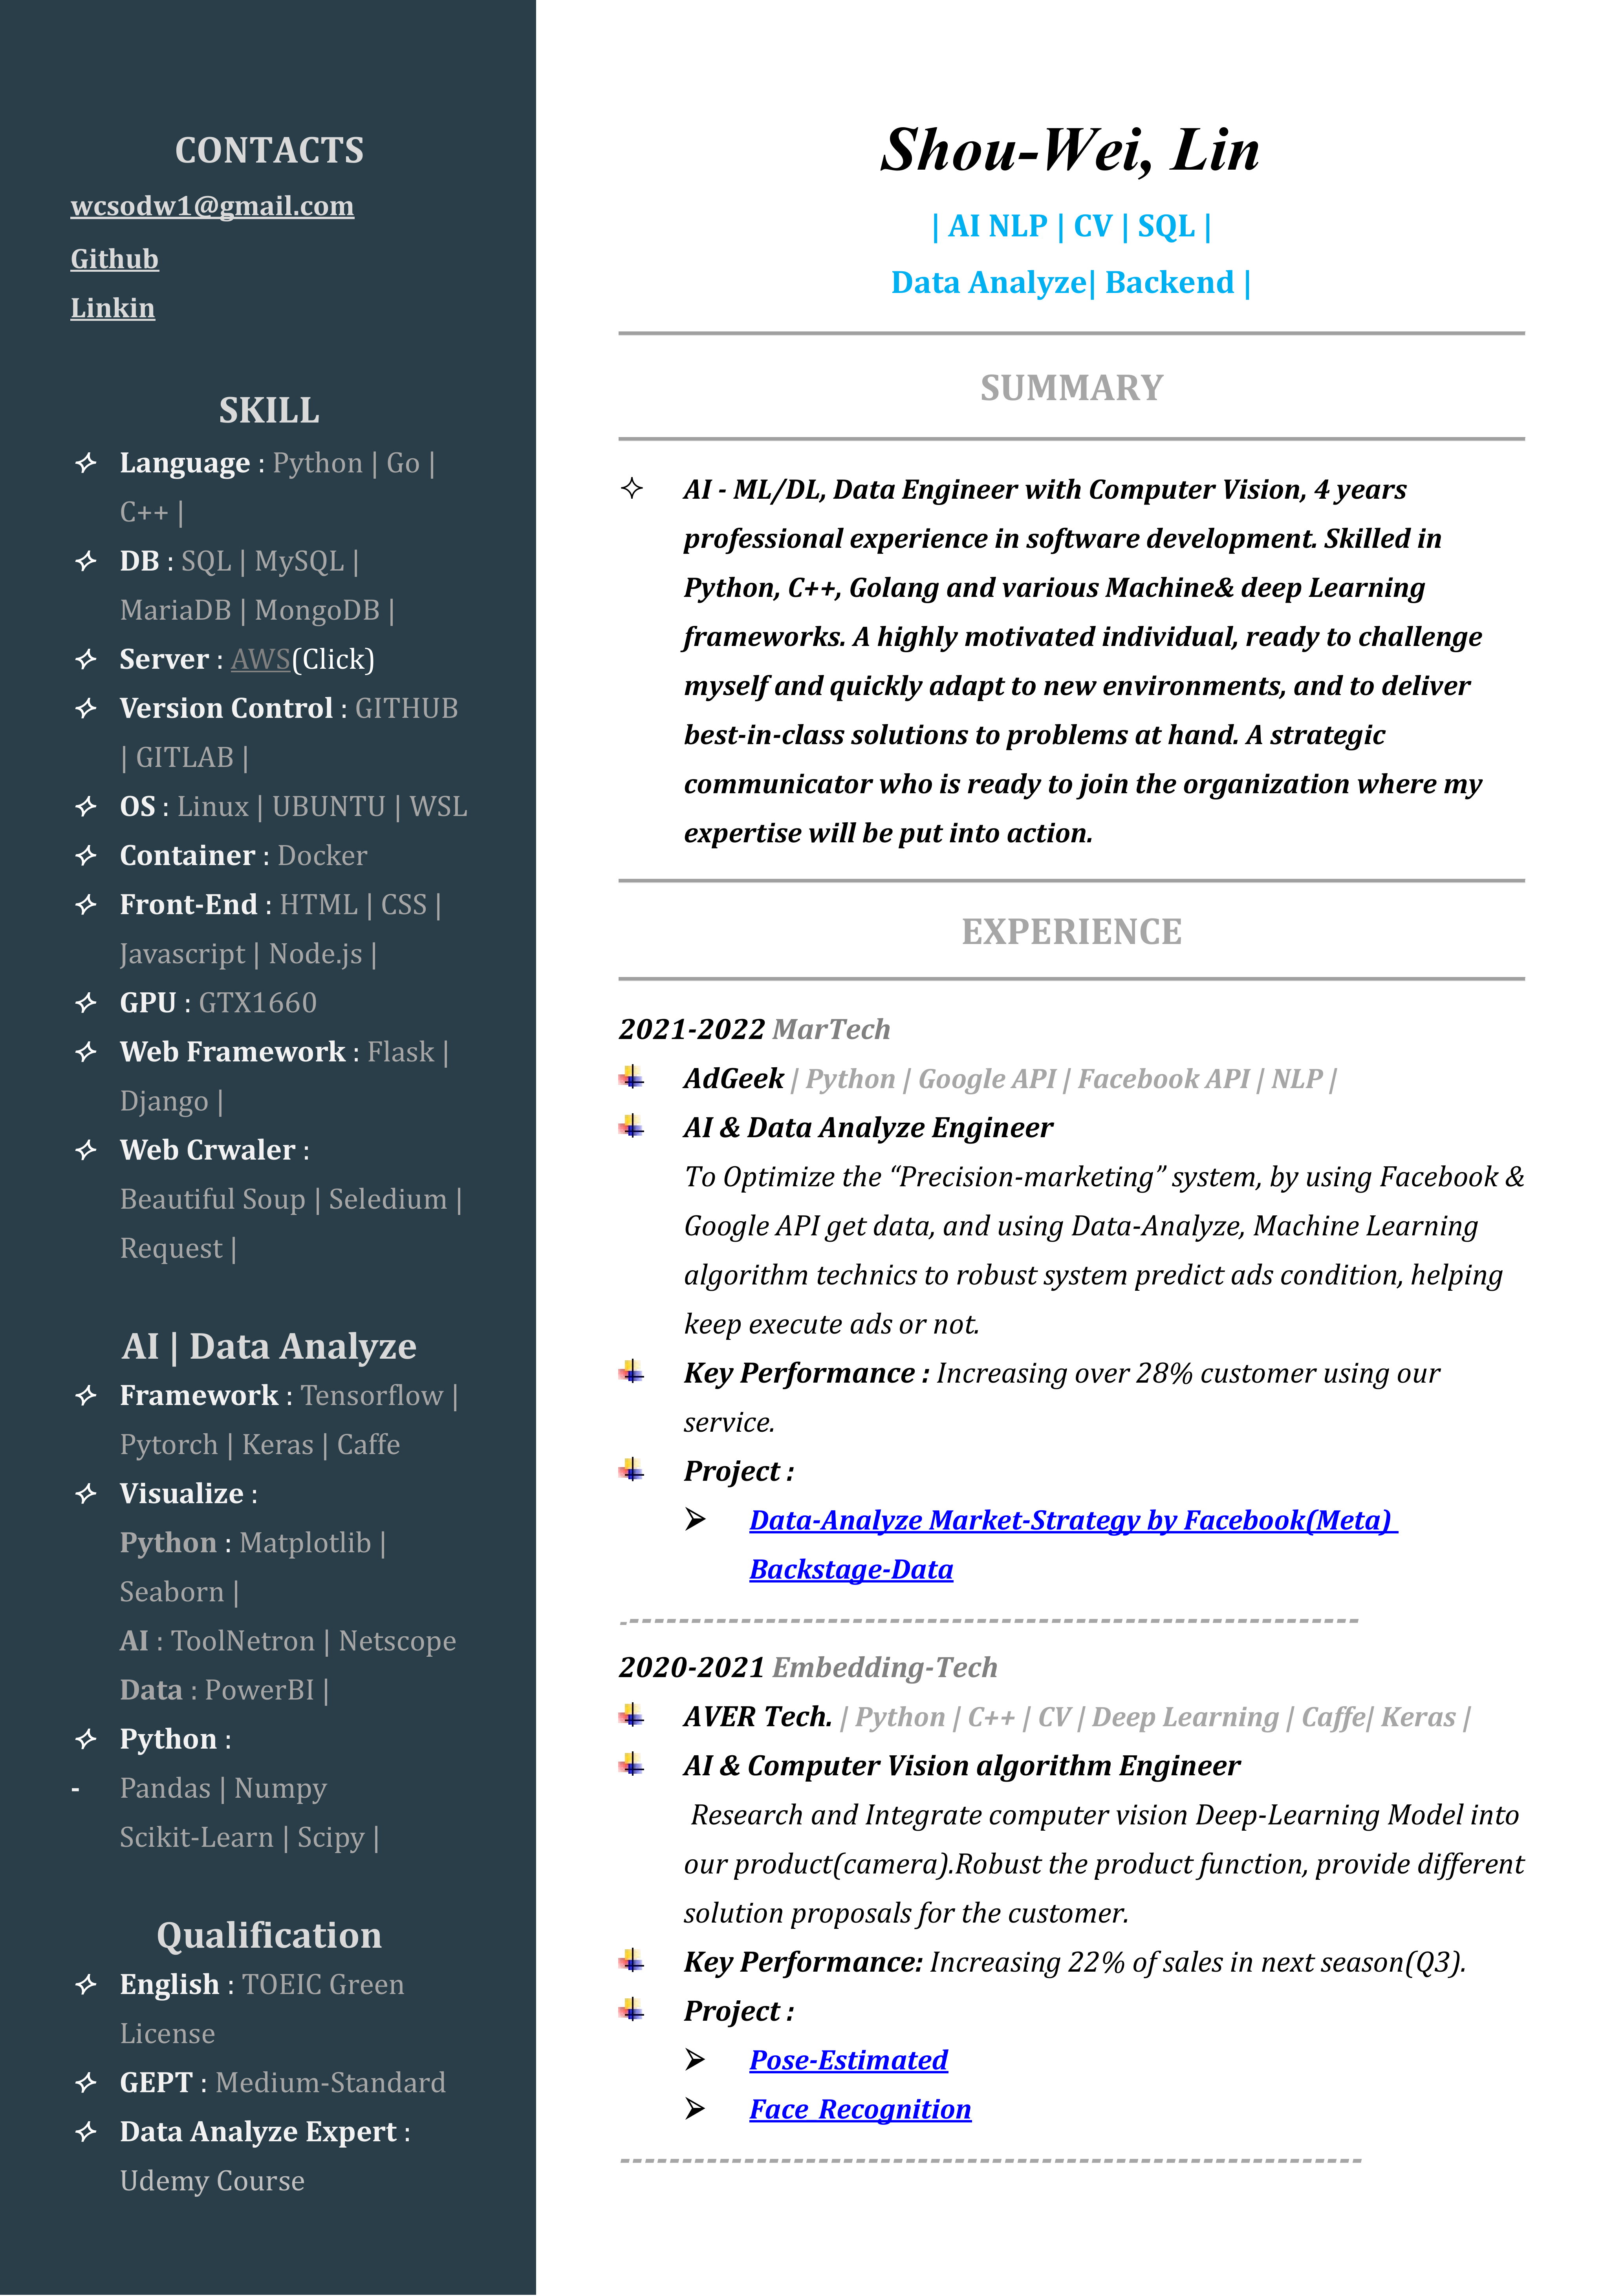 CONTACTS
wcsodw1@gmail.com
Github
Linkin
SKILL
Language : Python | Go |
C++ |
DB : SQL | MySQL |
MariaDB | MongoDB |
Server : AWS(Click)
Version Control : GITHUB
| GITLAB |
OS : Linux | UBUNTU | WSL
Container : Docker
Front-End : HTML | CSS |
Javascript | Node.js |
GPU : GTX1660
Web Framework : Flask |
Django |
Web Crwaler :
Beautiful Soup | Seledium |
Request |
AI | Data Analyze
Framework : Tensorflow |
Pytorch | Keras | Caffe
Visualize :
Python : Matplotlib |
Seaborn |
AI : ToolNetron | Netscope
Data : PowerBI |
Python :
- Pandas | Numpy
Scikit-Learn | Scipy |
Qualification
English : TOEIC Green
License
GEPT : Medium-Standard
Data Analyze Expert :
Udemy Course
Shou-Wei, Lin
| AI NLP | CV | SQL |
Data Analyze| Backend |
SUMMARY
AI - ML/DL, Data Engineer with Computer Vision, 4 years
professional experience in software development. Skilled in
Python, C++, Golang and various Machine& deep Learning
frameworks. A highly motivated individual, ready to challenge
myself and quickly adapt to new environments, and to deliver
best-in-class solutions to problems at hand. A strategic
communicator who is ready to join the organization where my
expertise will be put into action.
EXPERIENCE
2021-2022 MarTech
AdGeek | Python | Google API | Facebook API | NLP |
AI & Data Analyze Engineer
To Optimize the “Precision-marketing” system, by using Facebook &
Google API get data, and using Data-Analyze, Machine Learning
algorithm technics to robust system predict ads condition, helping
keep execute ads or not.
Key Performance : Increasing over 28% customer using our
service.
Project :
Data-Analyze Market-Strategy by Facebook(Meta)
Backstage-Data
2020-2021 Embedding-Tech
AVER Tech. | Python | C++ | CV | Deep Learning | Caffe| Keras |
AI & Computer Vision algorithm Engineer
Research and Integrate computer vision Deep-Learning Model into
our product(camera).Robust the product function, provide different
solution proposals for the customer.
Key Performance: Increasing 22% of sales in next season(Q3).
Project :
Pose-Estimated
Face Recognition